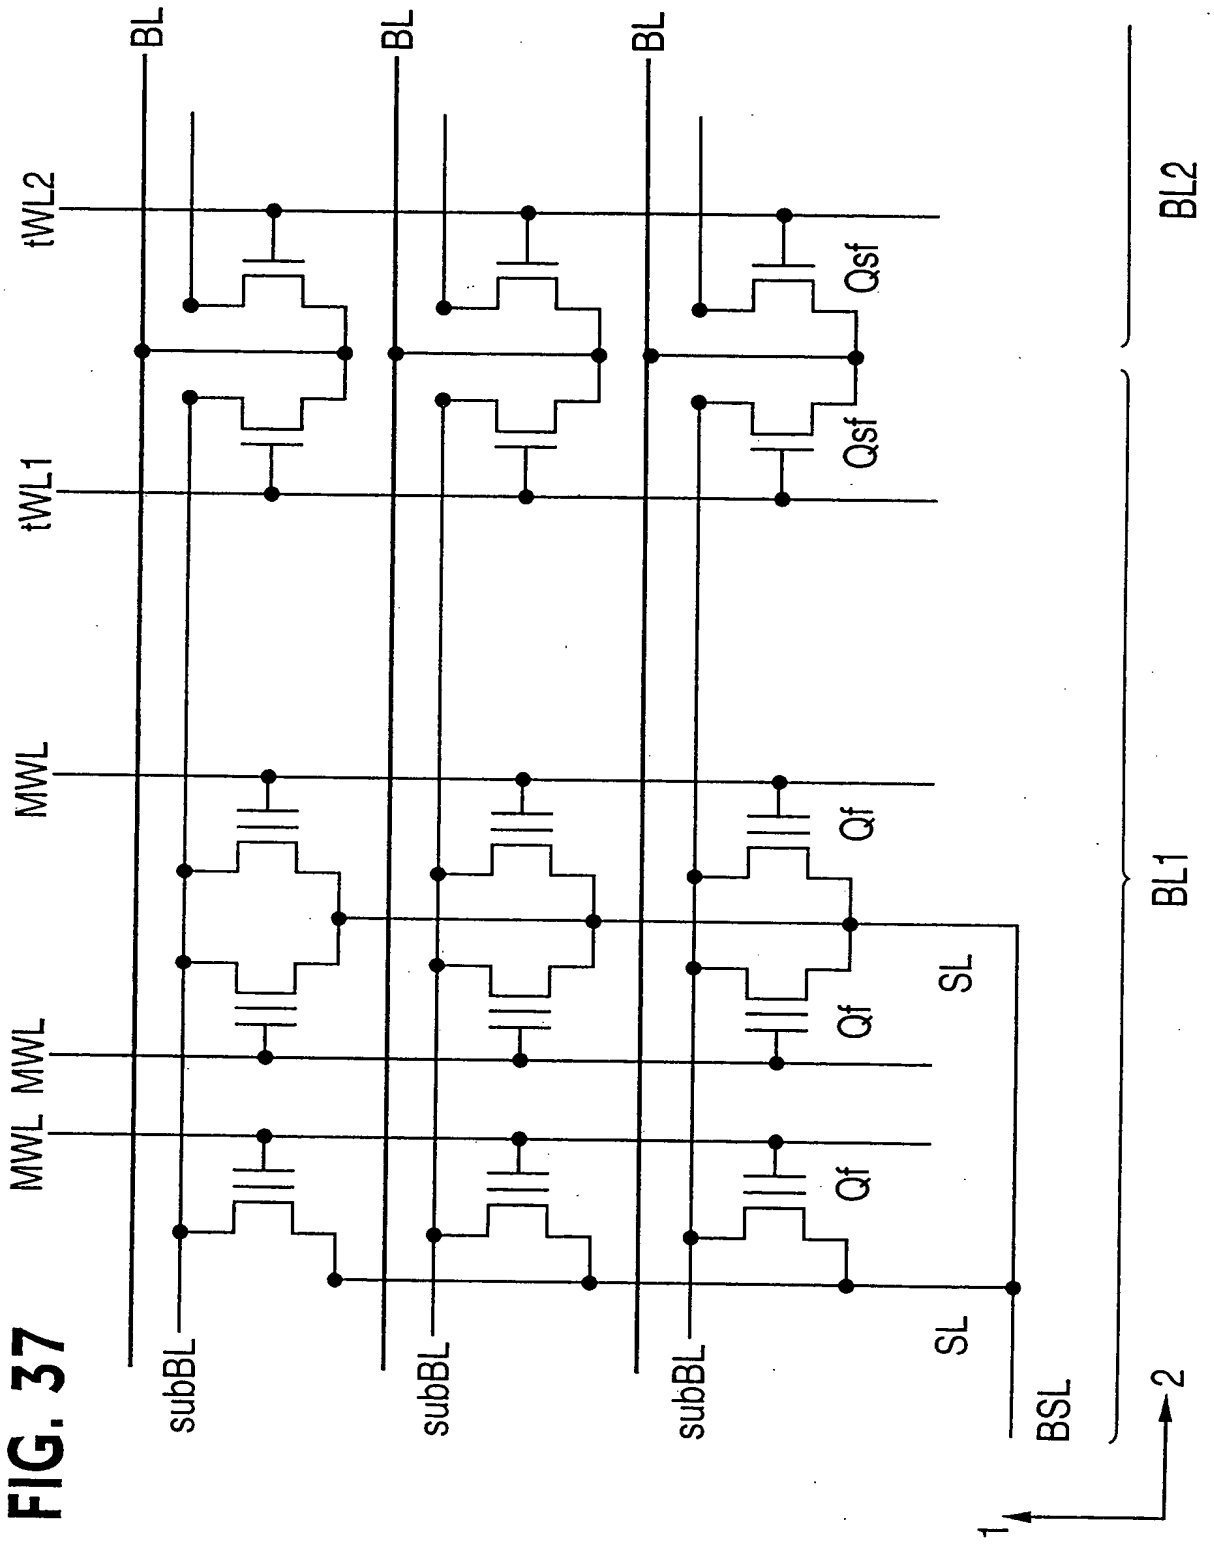 FIG. 37
MWL MWL MWL tWL1 tWL2
BL
subBL
BL
subBL
BL
subBL
Qf Qf Qf Qsf Qsf
SL SL
BSL
BL1 BL2
1
2